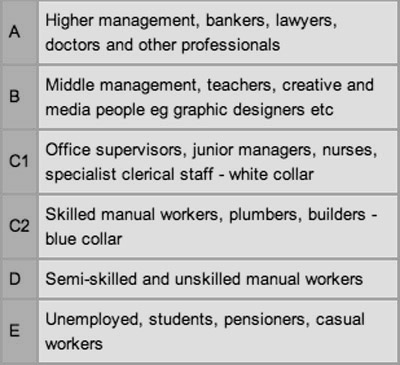 A
Higher management, bankers, lawyers,
doctors and other professionals
B
Middle management, teachers, creative and
media people eg graphic designers etc
C1
Office supervisors, junior managers, nurses,
specialist clerical staff - white collar
C2
Skilled manual workers, plumbers, builders -
blue collar
D
Semi-skilled and unskilled manual workers
E
Unemployed, students, pensioners, casual
workers